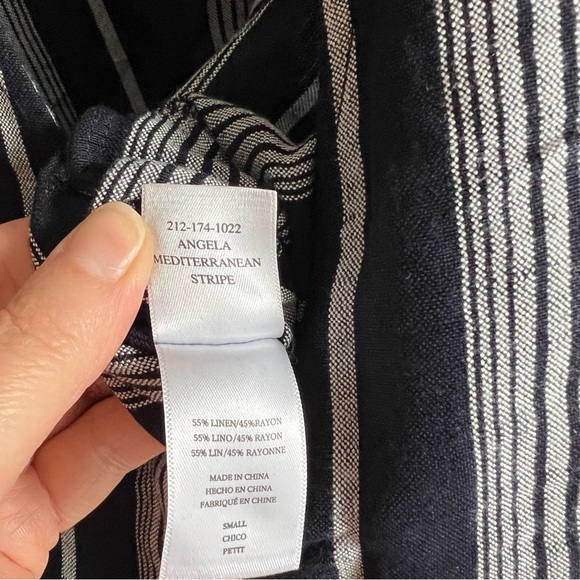 212-174-1022
ANGELA
MEDITERRANEAN
STRIPE
55% LINEN/45%RAYON
55% LINO/45% RAYON
55% LIN/45% RAYONNE
MADE IN CHINA
HECHO EN CHINA
FABRIQUÉ EN CHINE
SMALL
CHICO
PETIT